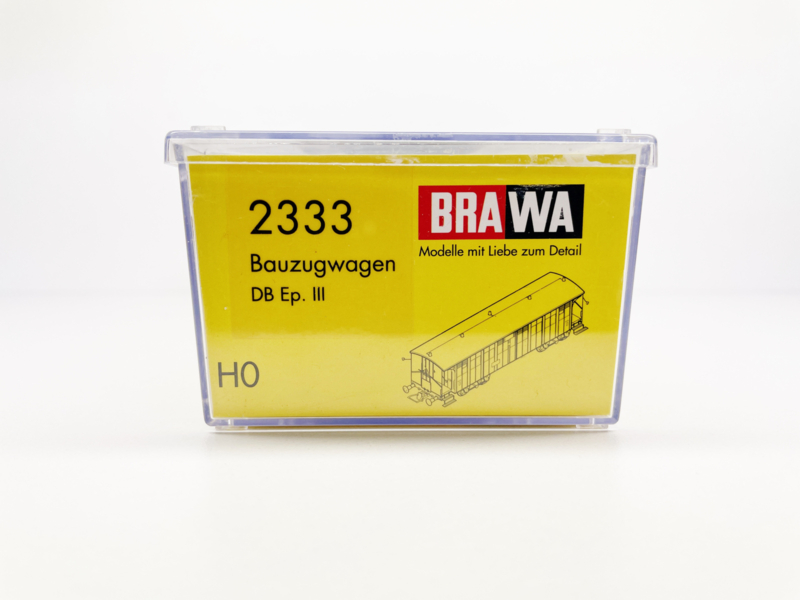 2333
Bauzugwagen
DB Ep. III
BRAWA
Modelle mit Liebe zum Detail
H0